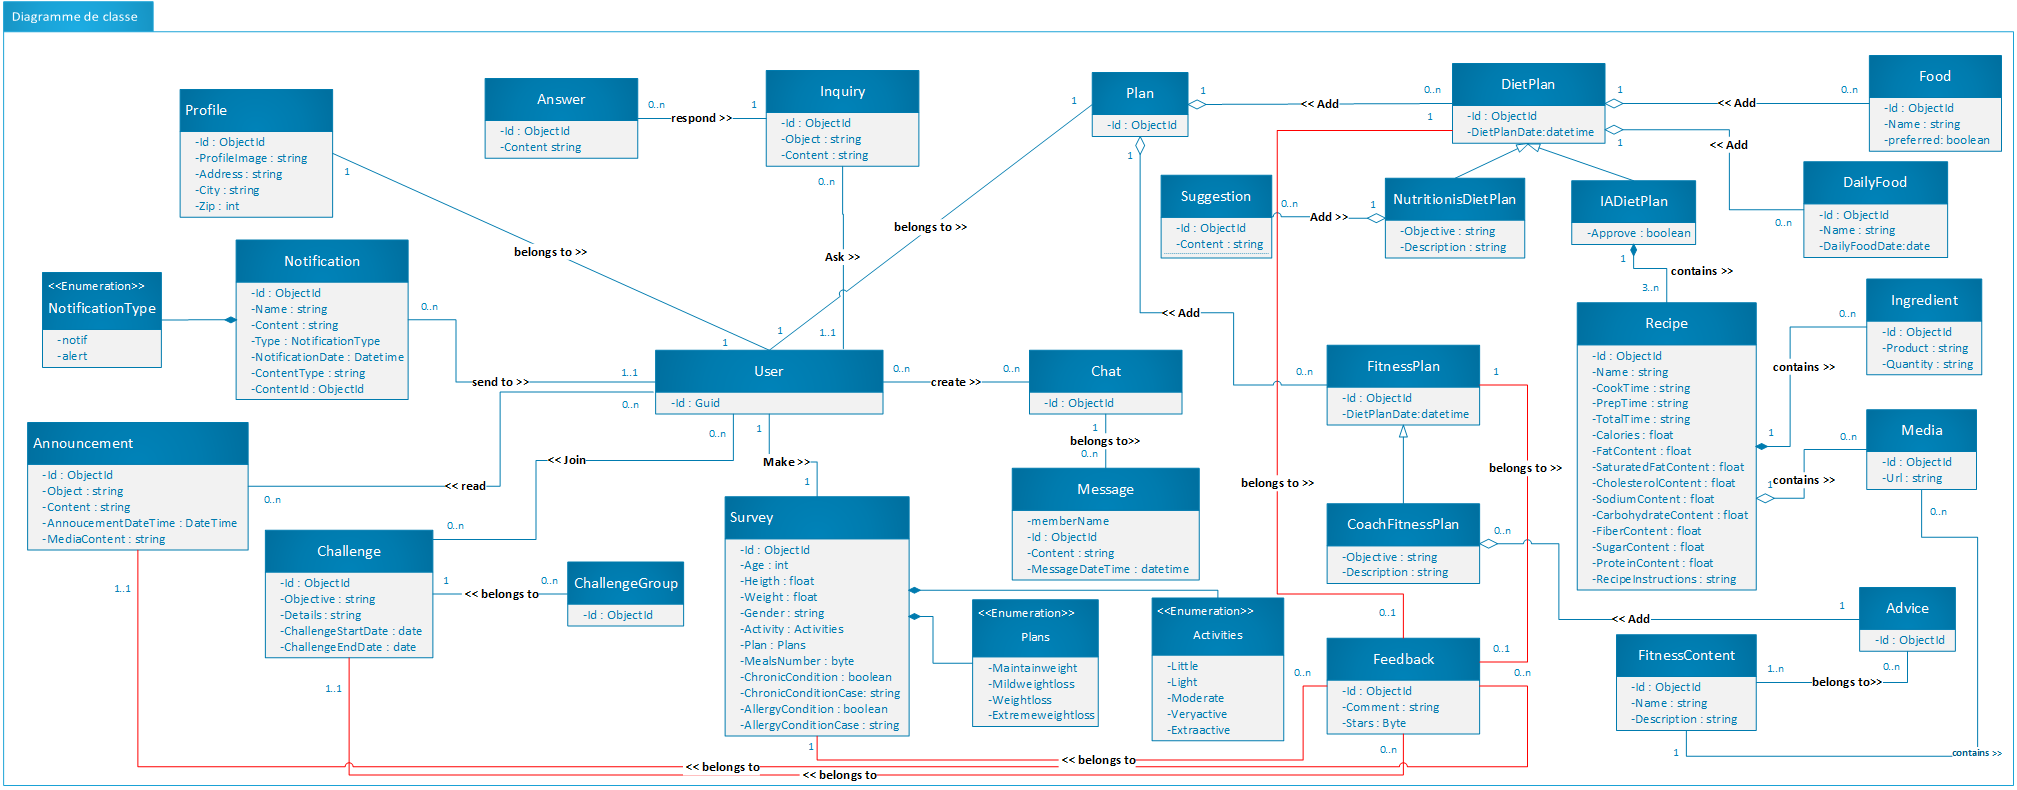 Diagramme de classe
Profile
-Id : ObjectId
-ProfileImage : string
-Address : string
-City : string
-Zip : int
1
belongs to >>
1
Answer
-Id : ObjectId
-Content string
0..n
respond >>
1
Inquiry
-Id : ObjectId
-Object : string
-Content : string
0..n
Ask >>
1..1
Plan
-Id : ObjectId
1
belongs to >>
1
1
<< Add
0..n
1
<< Add
0..n
DietPlan
-Id : ObjectId
-DietPlanDate:datetime
1
1
<< Add
0..n
1
<< Add
0..n
Food
-Id : ObjectId
-Name : string
-preferred: boolean
DailyFood
-Id : ObjectId
-Name : string
-DailyFoodDate:date
Suggestion
-Id : ObjectId
-Content : string
0..n
Add >>
1
NutritionisDietPlan
-Objective : string
-Description : string
IADietPlan
-Approve : boolean
1
contains >>
3..n
Notification
-Id : ObjectId
-Name : string
-Content : string
-Type : NotificationType
-NotificationDate : Datetime
-ContentType : string
-ContentId : ObjectId
<<Enumeration>>
NotificationType
-notif
-alert
0..n
send to >>
1..1
User
-Id : Guid
0..n
create >>
0..n
Chat
-Id : ObjectId
1
belongs to>>
0..n
Message
-memberName
-Id : ObjectId
-Content : string
-MessageDateTime : datetime
FitnessPlan
-Id : ObjectId
-DietPlanDate:datetime
1
belongs to >>
0..1
belongs to >>
0..1
Recipe
-Id : ObjectId
-Name : string
-CookTime : string
-PrepTime : string
-TotalTime : string
-Calories : float
-FatContent : float
-SaturatedFatContent : float
-CholesterolContent : float
-SodiumContent : float
-CarbohydrateContent : float
-FiberContent : float
-SugarContent : float
-ProteinContent : float
-RecipeInstructions : string
1
contains >>
0..n
Ingredient
-Id : ObjectId
-Product : string
-Quantity : string
1
contains >>
0..n
Media
-Id : ObjectId
-Url : string
0..n
Announcement
-Id : ObjectId
-Object : string
-Content : string
-AnnoucementDateTime : DateTime
-MediaContent : string
0..n
<< read
0..n
1..1
0..n
<< Join
0..n
1
Make >>
1
Challenge
-Id : ObjectId
-Objective : string
-Details : string
-ChallengeStartDate : date
-ChallengeEndDate : date
1
<< belongs to
0..n
ChallengeGroup
-Id : ObjectId
1..1
Survey
-Id : ObjectId
-Age : int
-Heigth : float
-Weight : float
-Gender : string
-Activity : Activities
-Plan : Plans
-MealsNumber : byte
-ChronicCondition : boolean
-ChronicConditionCase: string
-AllergyCondition : boolean
-AllergyConditionCase : string
1
<<Enumeration>>
Plans
-Maintainweight
-Mildweightloss
-Weightloss
-Extremeweightloss
<<Enumeration>>
Activities
-Little
-Light
-Moderate
-Veryactive
-Extraactive
CoachFitnessPlan
-Objective : string
-Description : string
0..n
<< Add
1
Advice
-Id : ObjectId
0..n
belongs to>>
1..n
FitnessContent
-Id : ObjectId
-Name : string
-Description : string
1
contains >>
Feedback
-Id : ObjectId
-Comment : string
-Stars : Byte
0..n
0..n
0..n
<< belongs to
<< belongs to
<< belongs to